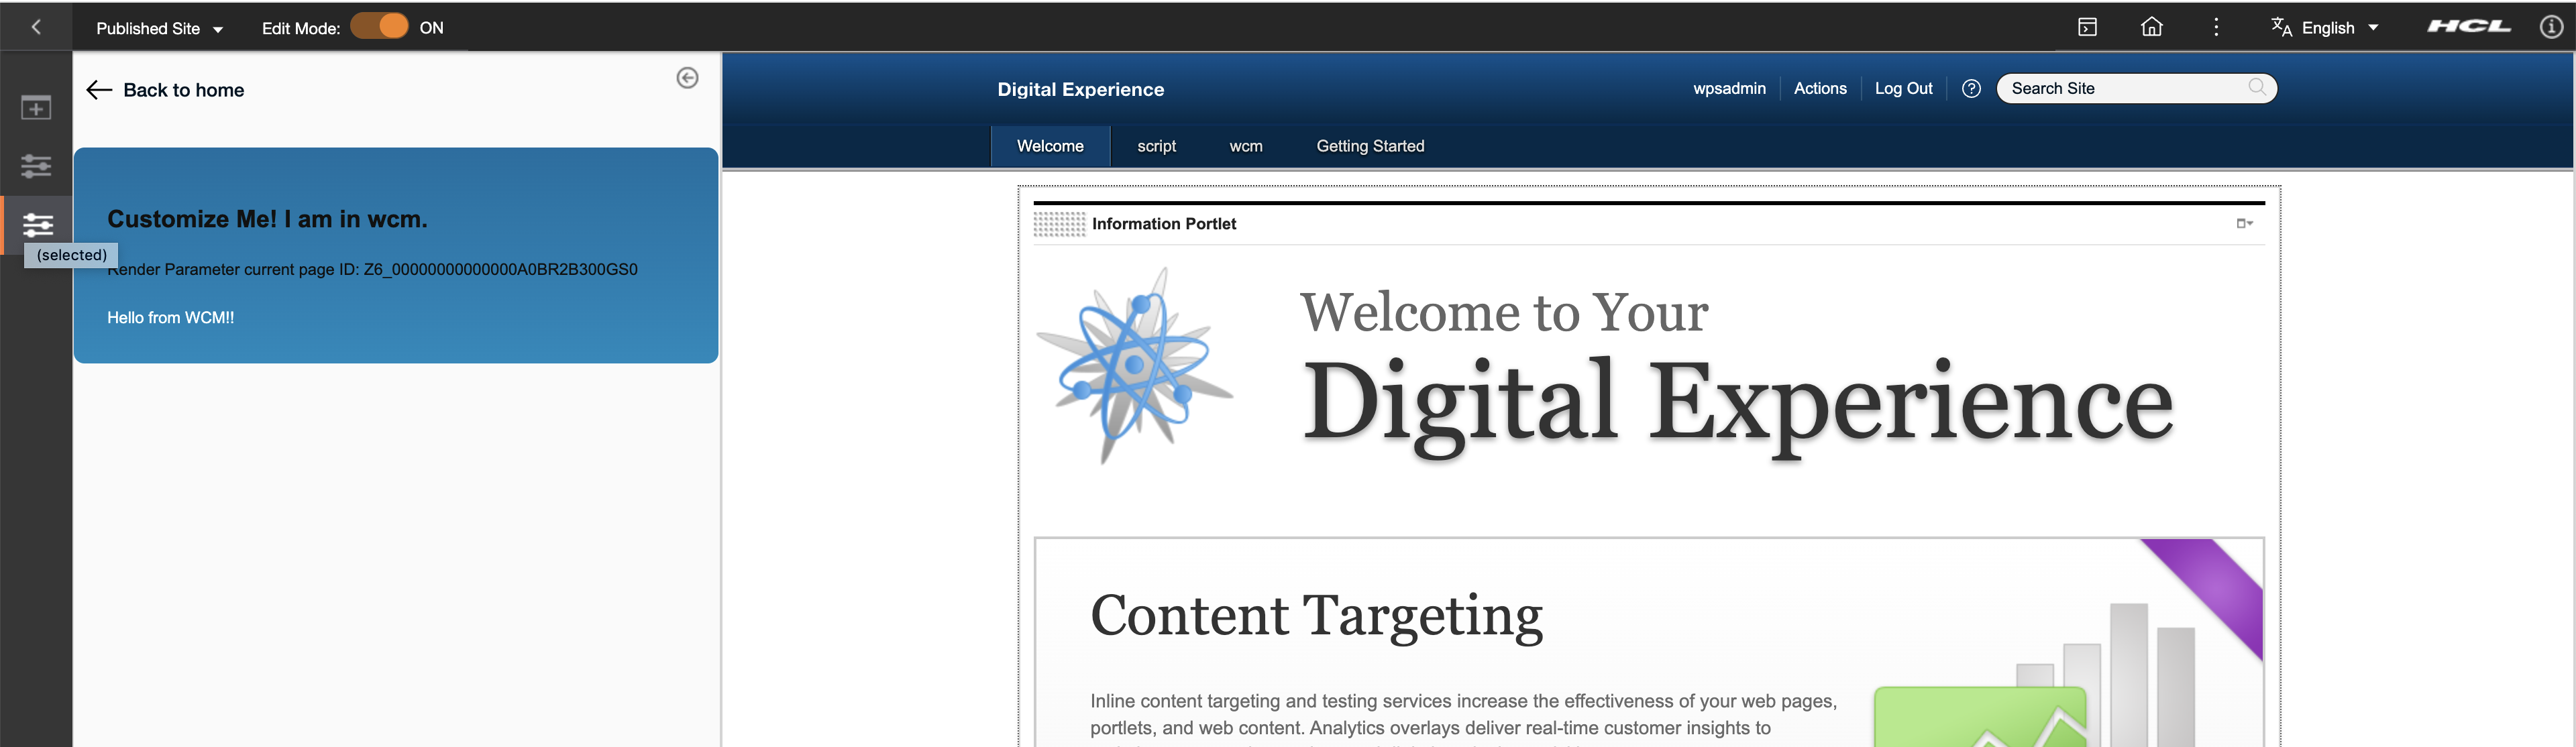 Published Site
Edit Mode: ON
English
HCL
Back to home
Digital Experience
wpsadmin Actions Log Out
Search Site
Welcome script wcm Getting Started
Customize Me! I am in wcm.
(selected)
Render Parameter current page ID: Z6_00000000000000A0BR2B300GS0
Hello from WCM!!
Information Portlet
Welcome to Your
Digital Experience
Content Targeting
Inline content targeting and testing services increase the effectiveness of your web pages,
portlets, and web content. Analytics overlays deliver real-time customer insights to